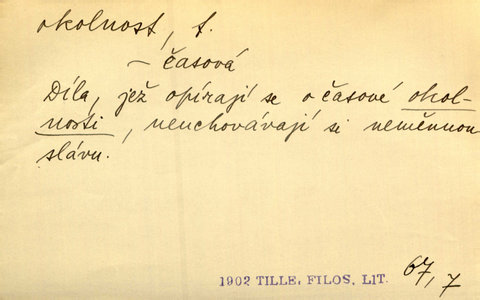 okolnost, f.
– časová
Díla, jež opírají se o časové okol-
nosti, neuchovávají si neměnnou
slávu.
1902 TILLE, FILOS. LIT. 67, 7